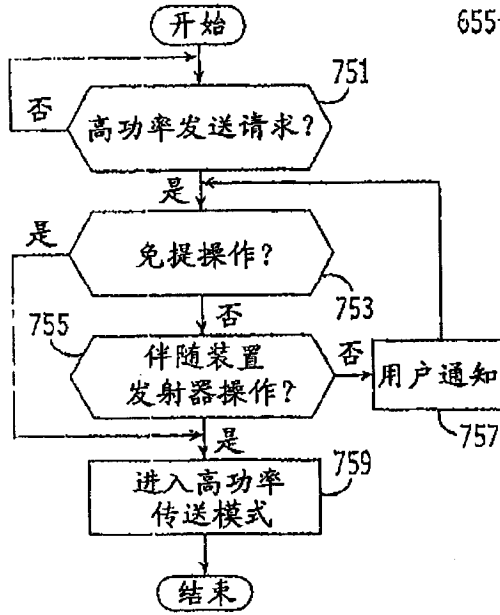 开始
655
751
否
高功率发送请求?
是
是
免提操作?
753
755
否
伴随装置
发射器操作?
否
用户通知
757
是
759
进入高功率
传送模式
结束